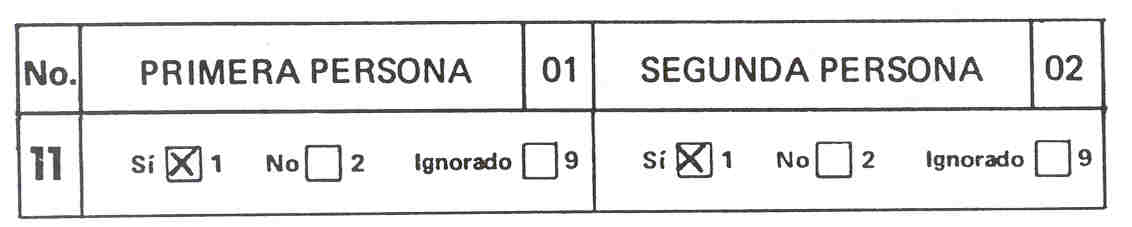 No. PRIMERA PERSONA 01 SEGUNDA PERSONA 02
11 Sí ☒ 1 No ☐ 2 Ignorado ☐ 9 Sí ☒ 1 No ☐ 2 Ignorado ☐ 9